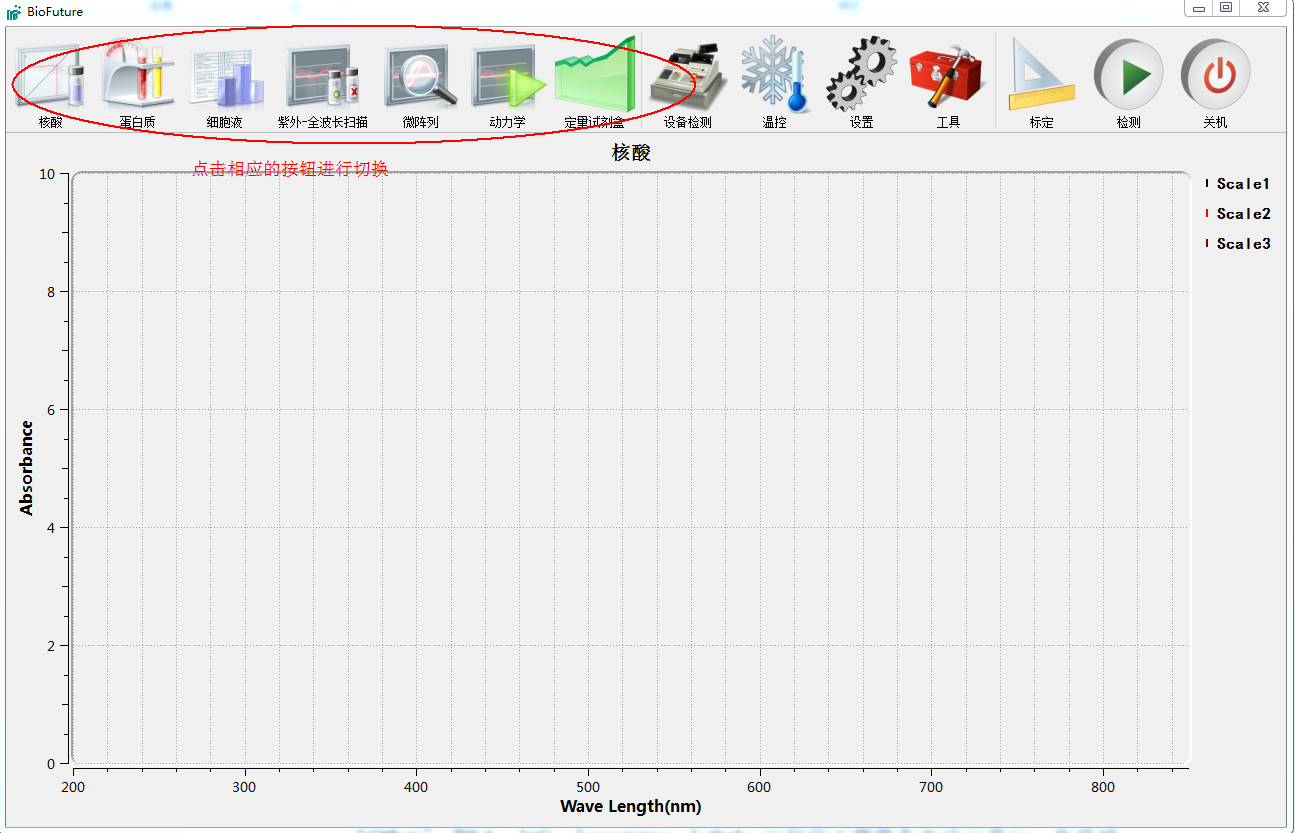 BioFuture
核酸
蛋白质
细胞液
紫外-全波长扫描
微阵列
动力学
定量试剂盒
设备检测
温控
设置
工具
标定
检测
关机
核酸
点击相应的按钮进行切换
Scale1
Scale2
Scale3
10
8
6
4
2
0
Absorbance
200 300 400 500 600 700 800
Wave Length(nm)